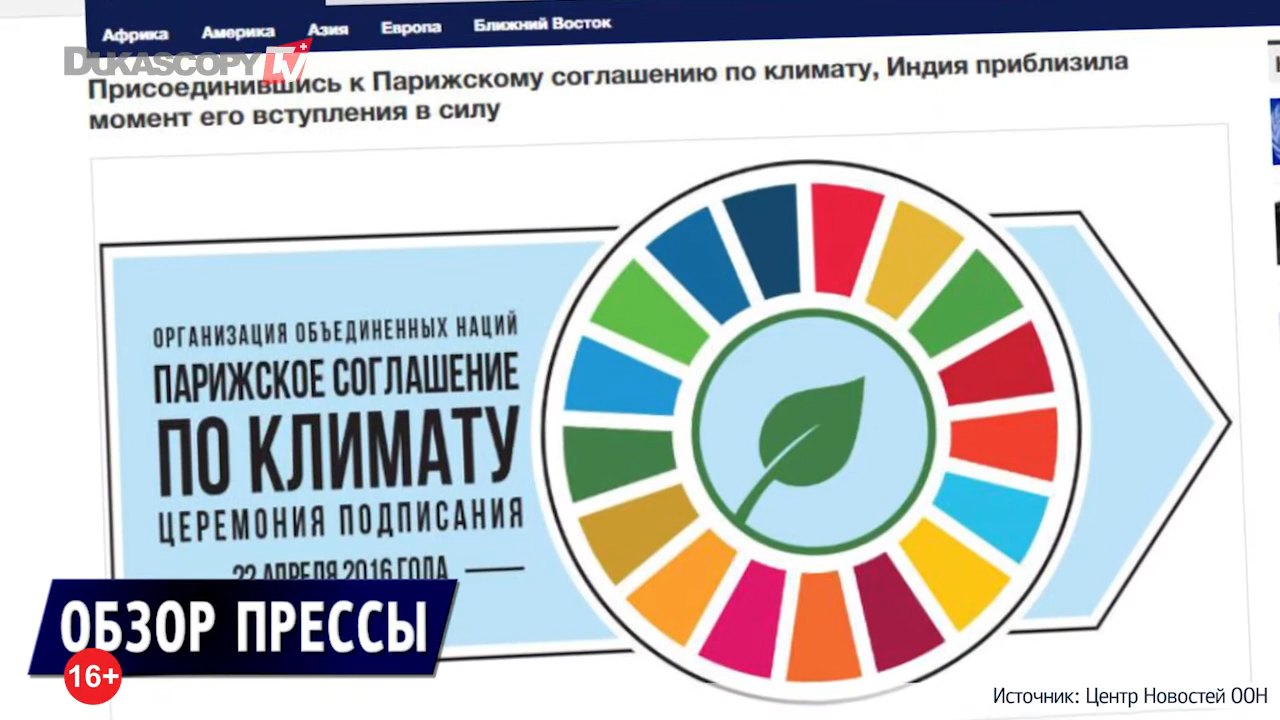 Африка Америка Азия Европа Ближний Восток
DUKASCOPY TV
Присоединившись к Парижскому соглашению по климату, Индия приблизила
момент его вступления в силу
ОРГАНИЗАЦИЯ ОБЪЕДИНЕННЫХ НАЦИЙ
ПАРИЖСКОЕ СОГЛАШЕНИЕ
ПО КЛИМАТУ
ЦЕРЕМОНИЯ ПОДПИСАНИЯ
22 АПРЕЛЯ 2016 ГОДА
ОБЗОР ПРЕССЫ
16+
Источник: Центр Новостей ООН